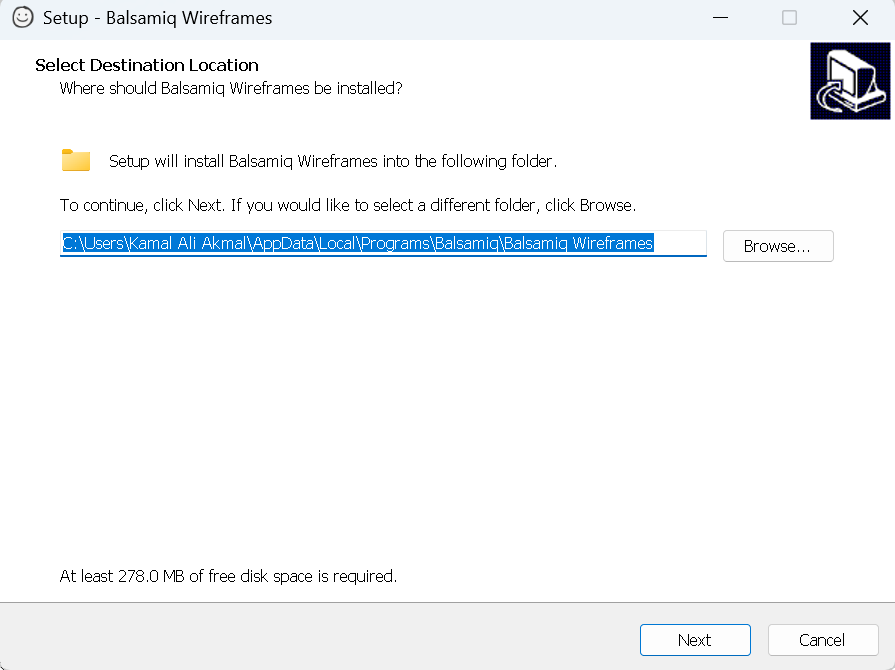 Setup - Balsamiq Wireframes
Select Destination Location
Where should Balsamiq Wireframes be installed?
Setup will install Balsamiq Wireframes into the following folder.
To continue, click Next. If you would like to select a different folder, click Browse.
C:\Users\Kamal Ali Akmal\AppData\Local\Programs\Balsamiq\Balsamiq Wireframes
Browse...
At least 278.0 MB of free disk space is required.
Next
Cancel